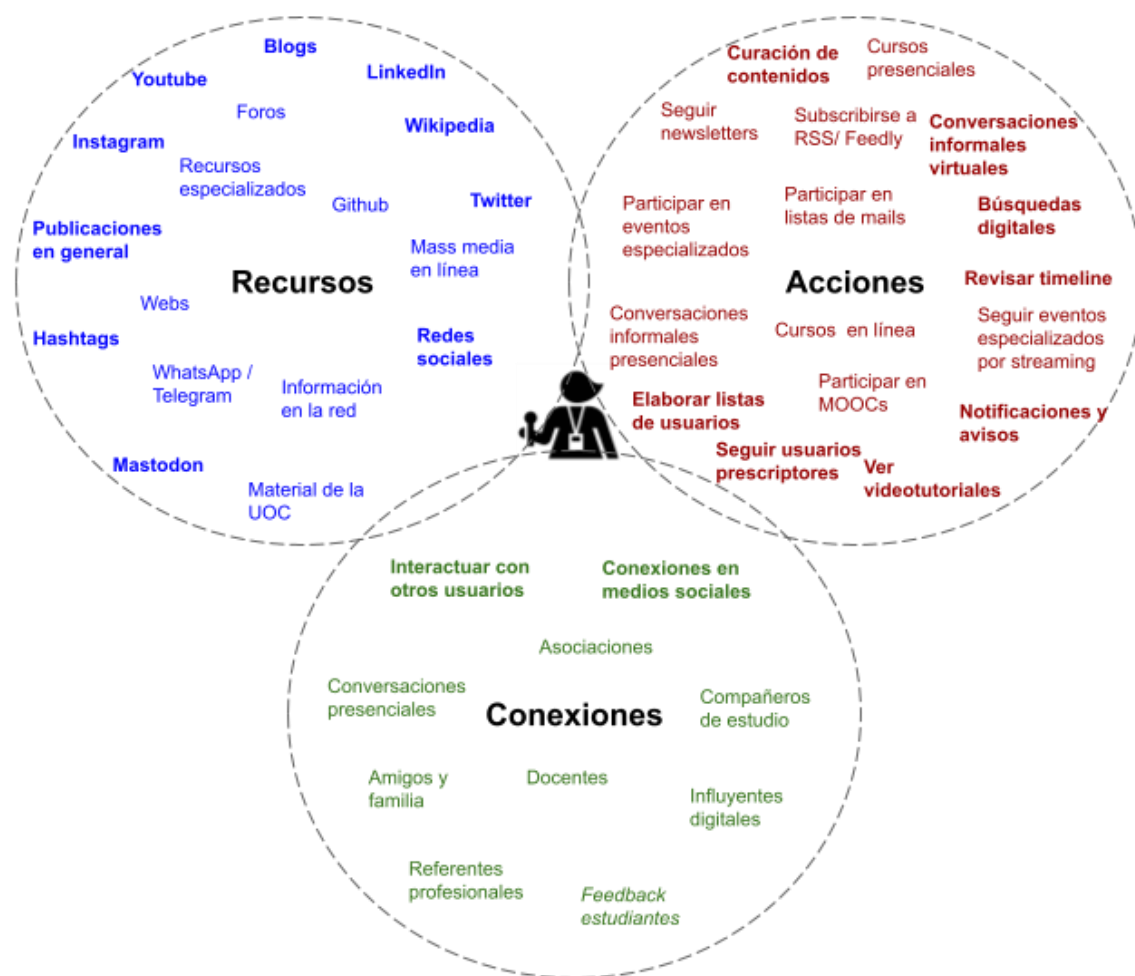 Blogs
Youtube
LinkedIn
Foros
Wikipedia
Instagram
Recursos
especializados
Github
Twitter
Publicaciones
en general
Mass media
en línea
Recursos
Webs
Hashtags
Redes
sociales
WhatsApp /
Telegram
Información
en la red
Mastodon
Material de la
UOC
Curación de
contenidos
Cursos
presenciales
Seguir
newsletters
Subscribirse a
RSS/ Feedly
Conversaciones
informales
virtuales
Participar en
eventos
especializados
Participar en
listas de mails
Búsquedas
digitales
Acciones
Revisar timeline
Conversaciones
informales
presenciales
Cursos en línea
Seguir eventos
especializados
por streaming
Elaborar listas
de usuarios
Participar en
MOOCs
Notificaciones y
avisos
Seguir usuarios
prescriptores
Ver
videotutoriales
Interactuar con
otros usuarios
Conexiones en
medios sociales
Asociaciones
Conversaciones
presenciales
Conexiones
Compañeros
de estudio
Amigos y
familia
Docentes
Influyentes
digitales
Referentes
profesionales
Feedback
estudiantes